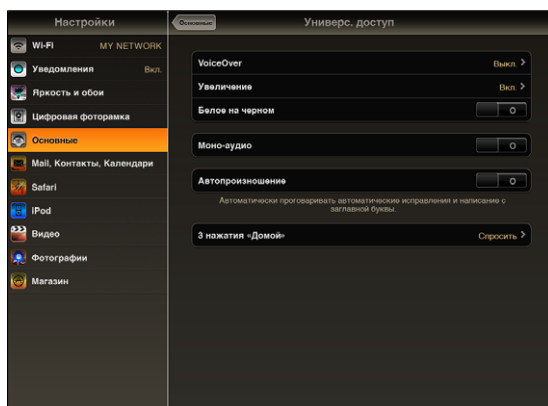 Настройки
Wi-Fi MY NETWORK
Уведомления Вкл.
Яркость и обои
Цифровая фоторамка
Основные
Mail, Контакты, Календари
Safari
iPod
Видео
Фотографии
Магазин
Основные
Универс. доступ
VoiceOver Выкл.
Увеличение Вкл.
Белое на черном
Моно-аудио
Автопроизношение
Автоматически проговаривать автоматические исправления и написание с
заглавной буквы.
3 нажатия «Домой» Спросить